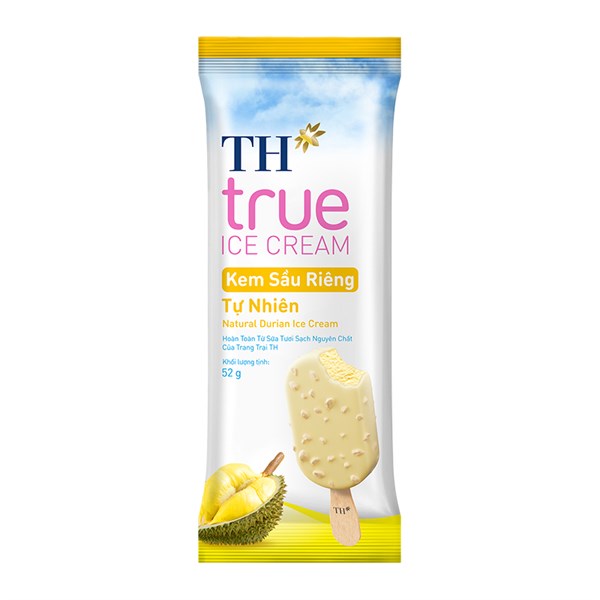 TH
true
ICE CREAM
Kem Sầu Riêng
Tự Nhiên
Natural Durian Ice Cream
Hoàn Toàn Từ Sữa Tươi Sạch Nguyên Chất
Của Trang Trại TH
Khối lượng tịnh:
52 g
TH